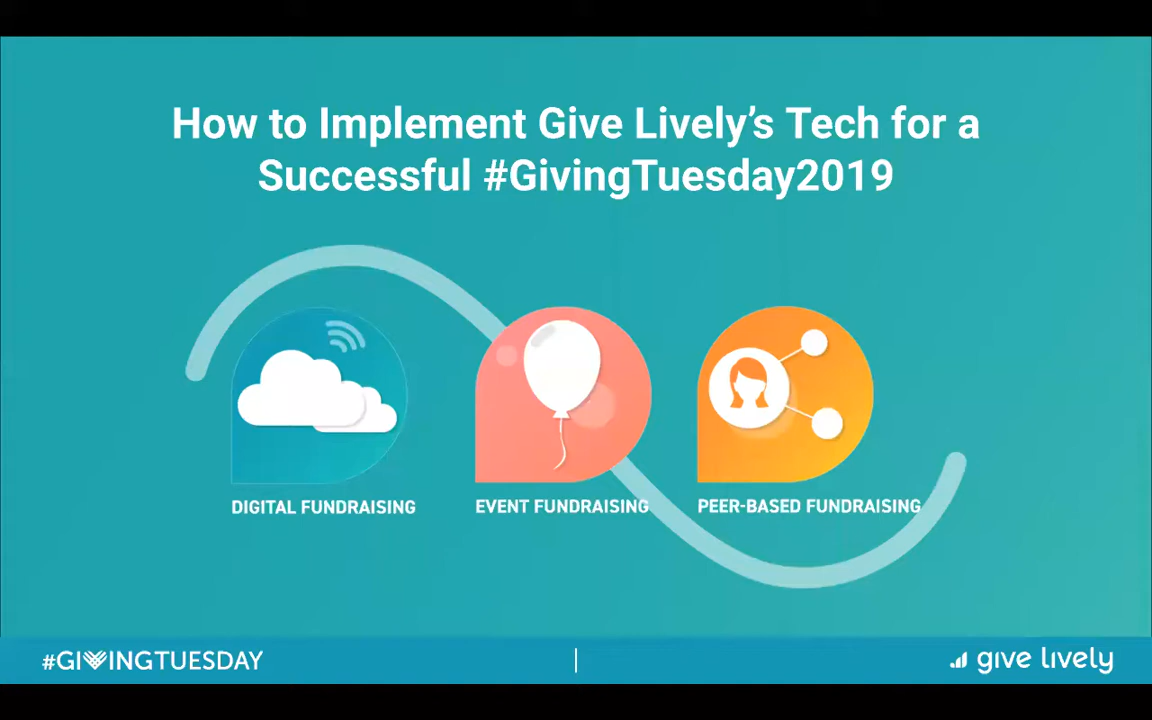 How to Implement Give Lively’s Tech for a
Successful #GivingTuesday2019
DIGITAL FUNDRAISING
EVENT FUNDRAISING
PEER-BASED FUNDRAISING
#GIVINGTUESDAY
give lively